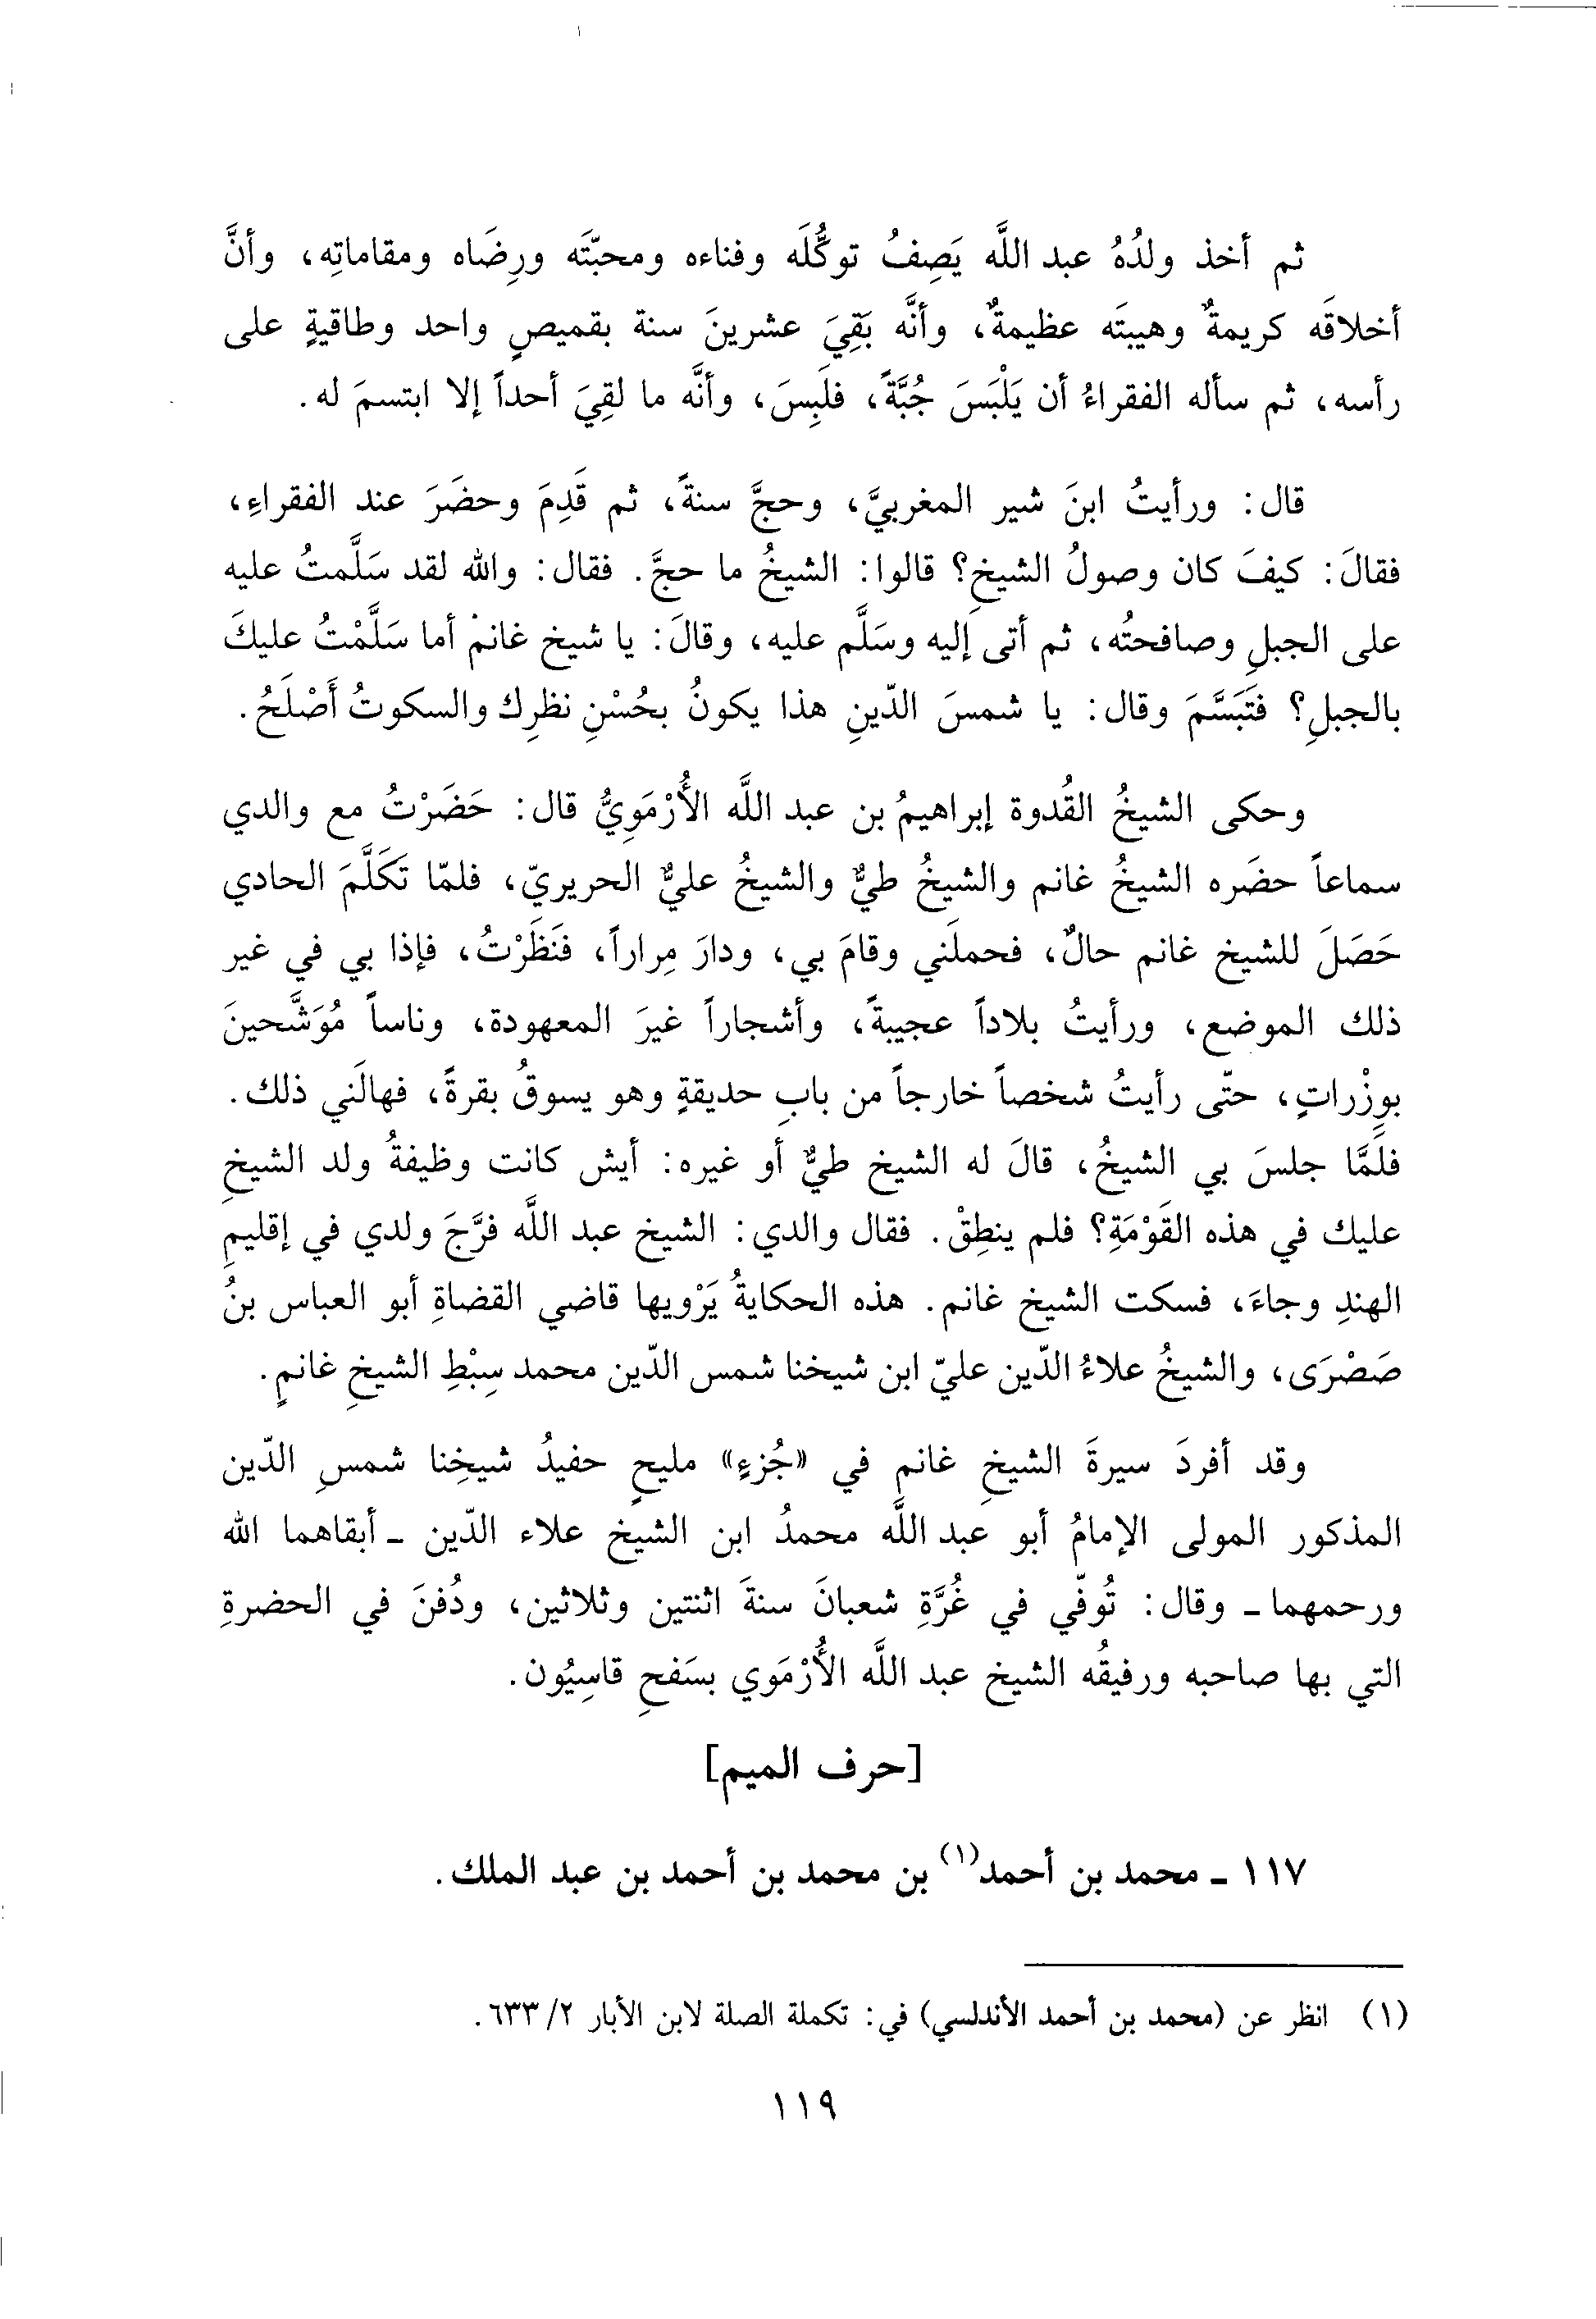 ثم أخذ ولدُهُ عبد اللَّه يَصِفُ توكُّلَه وفناءه ومحبّتَه ورِضَاه ومقاماتِه، وأنَّ
أخلاقَه كريمةٌ وهيبتَه عظيمةٌ، وأنَّه بَقِيَ عشرينَ سنة بقميصٍ واحد وطاقيةٍ على
رأسه، ثم سأله الفقراءُ أن يَلْبَسَ جُبَّةً، فلَبِسَ، وأنَّه ما لقِيَ أحداً إلا ابتسمَ له.
قال: ورأيتُ ابنَ شير المغربيَّ، وحجَّ سنةً، ثم قَدِمَ وحضَرَ عند الفقراءِ،
فقالَ: كيفَ كان وصولُ الشيخِ؟ قالوا: الشيخُ ما حجَّ. فقال: والله لقد سَلَّمتُ عليه
على الجبلِ وصافحتُه، ثم أتى إليه وسَلَّم عليه، وقالَ: يا شيخ غانمْ أما سَلَّمْتُ عليكَ
بالجبلِ؟ فتَبَسَّمَ وقال: يا شمسَ الدّينِ هذا يكونُ بحُسْنِ نظرِك والسكوتُ أَصْلَحُ.
وحكى الشيخُ القُدوة إبراهيمُ بن عبد اللَّه الأُرْمَوِيُّ قال: حَضَرْتُ مع والدي
سماعاً حضَره الشيخُ غانم والشيخُ طيٌّ والشيخُ عليٌّ الحريريّ، فلمّا تَكَلَّمَ الحادي
حَصَلَ للشيخ غانم حالٌ، فحملَني وقامَ بي، ودارَ مِراراً، فنَظَرْتُ، فإذا بي في غير
ذلك الموضع، ورأيتُ بلاداً عجيبةً، وأشجاراً غيرَ المعهودة، وناساً مُوَشَّحينَ
بوِزْراتٍ، حتّى رأيتُ شخصاً خارجاً من بابِ حديقةٍ وهو يسوقُ بقرةً، فهالَني ذلك.
فلَمَّا جلسَ بي الشيخُ، قالَ له الشيخ طيٌّ أو غيره: أيش كانت وظيفةُ ولد الشيخِ
عليك في هذه القَوْمَةِ؟ فلم ينطِقْ. فقال والدي: الشيخ عبد اللَّه فرَّجَ ولدي في إقليمِ
الهندِ وجاءَ، فسكت الشيخ غانم. هذه الحكايةُ يَرْويها قاضي القضاةِ أبو العباس بنُ
صَصْرَى، والشيخُ علاءُ الدّين عليّ ابن شيخنا شمس الدّين محمد سِبْطِ الشيخِ غانمٍ.
وقد أفردَ سيرةَ الشيخِ غانم في «جُزءٍ» مليحٍ حفيدُ شيخِنا شمسِ الدّين
المذكور المولى الإمامُ أبو عبد اللَّه محمدُ ابن الشيخ علاء الدّين ـ أبقاهما الله
ورحمهما ـ وقال: تُوفّي في غُرَّةِ شعبانَ سنةَ اثنتين وثلاثين، ودُفنَ في الحضرةِ
التي بها صاحبه ورفيقُه الشيخ عبد اللَّه الأُرْمَوي بسَفحِ قاسِيُون.
[حرف الميم]
١١٧ ـ محمد بن أحمد(١) بن محمد بن أحمد بن عبد الملك.
(١) انظر عن (محمد بن أحمد الأندلسي) في: تكملة الصلة لابن الأبار ٢/ ٦٣٣.
١١٩